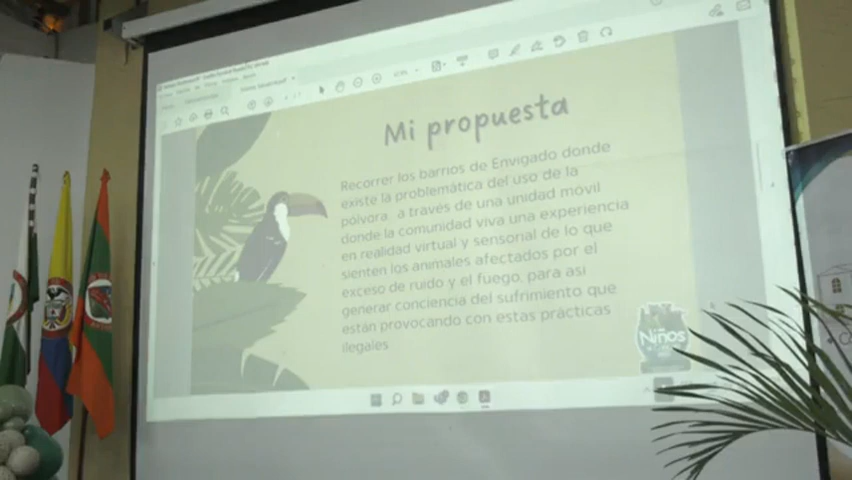 Mi propuesta
Recorrer los barrios de Envigado donde
existe la problemática del uso de la
pólvora, a través de una unidad movil
donde la comunidad viva una experiencia
en realidad virtual y sensorial de lo que
sienten los animales afectados por el
exceso de ruido y el fuego, para asi
generar conciencia del sufrimiento que
están provocando con estas prácticas
ilegales
Niños